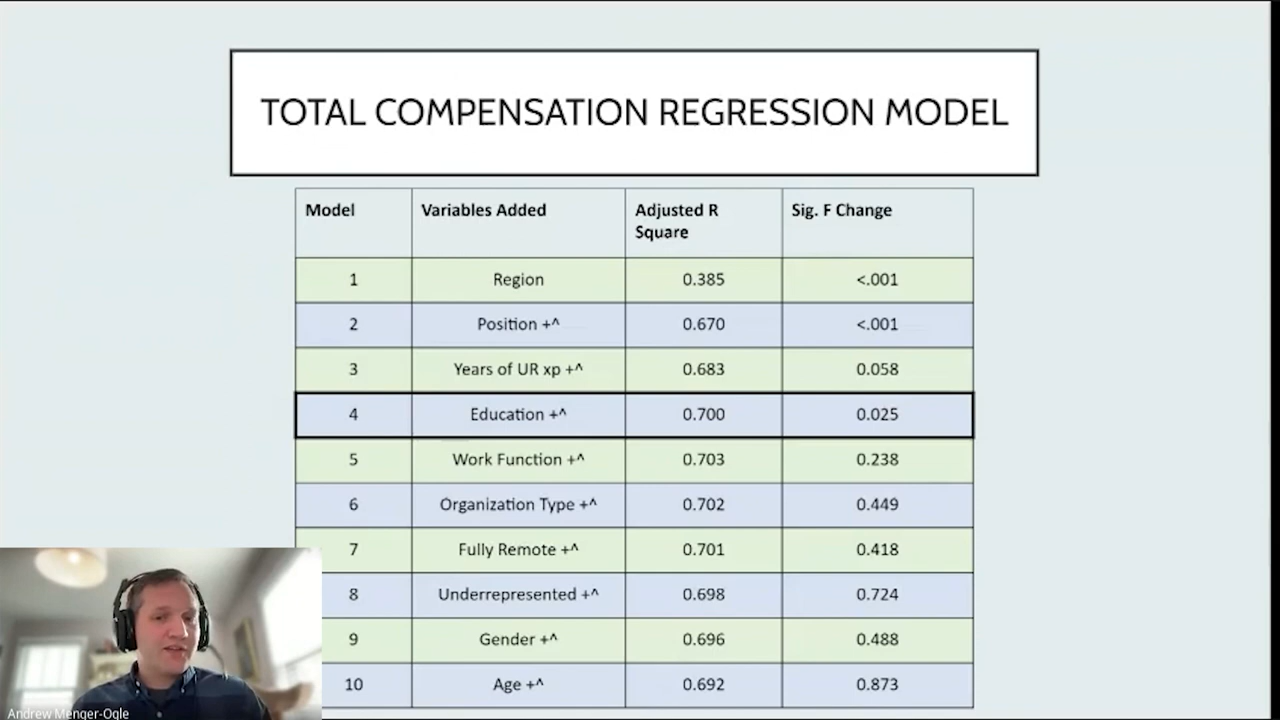 TOTAL COMPENSATION REGRESSION MODEL
Model Variables Added Adjusted R Square Sig. F Change
1 Region 0.385 <.001
2 Position +^ 0.670 <.001
3 Years of UR xp +^ 0.683 0.058
4 Education +^ 0.700 0.025
5 Work Function +^ 0.703 0.238
6 Organization Type +^ 0.702 0.449
7 Fully Remote +^ 0.701 0.418
8 Underrepresented +^ 0.698 0.724
9 Gender +^ 0.696 0.488
10 Age +^ 0.692 0.873
Andrew Menger-Ogle